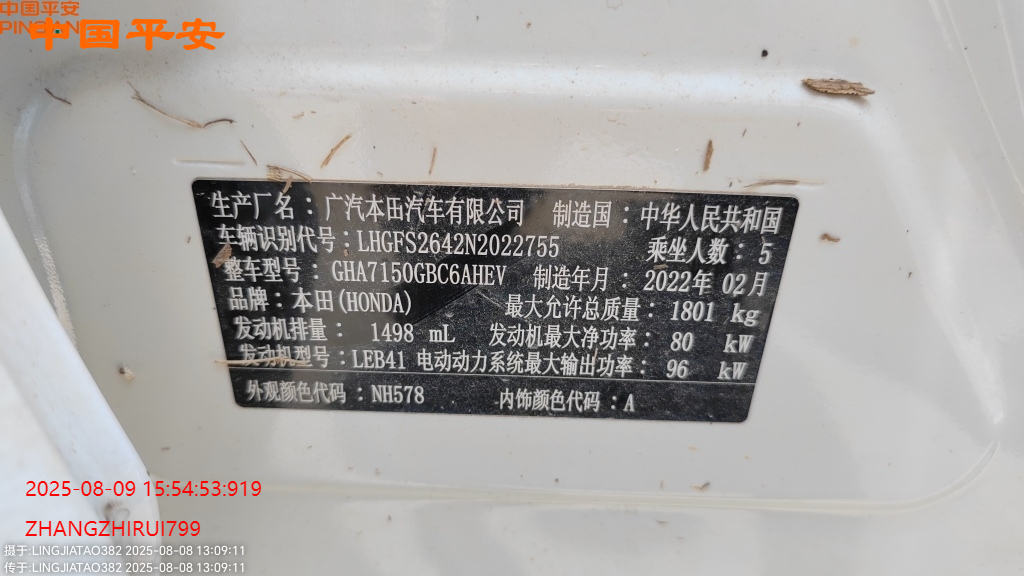 中国平安
PINGAN
中国平安
生产厂名：广汽本田汽车有限公司 制造国：中华人民共和国
车辆识别代号：LHGFS2642N2022755 乘坐人数：5
整车型号：GHA7150GBC6AHEV 制造年月：2022年 02月
品牌：本田(HONDA) 最大允许总质量：1801 kg
发动机排量： 1498 mL 发动机最大净功率：80 kW
发动机型号：LEB41 电动动力系统最大输出功率：96 kW
外观颜色代码：NH578 内饰颜色代码：A
2025-08-09 15:54:53:919
ZHANGZHIRUI799
摄于:LINGJIATAO382 2025-08-08 13:09:11
传于:LINGJIATAO382 2025-08-08 13:09:11